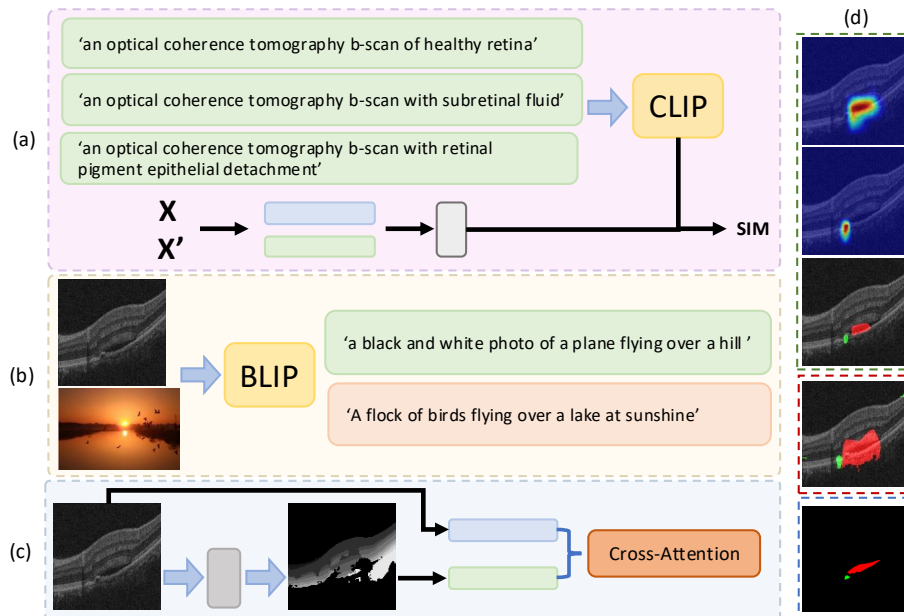 (d)
‘an optical coherence tomography b-scan of healthy retina’
‘an optical coherence tomography b-scan with subretinal fluid’
CLIP
(a)
‘an optical coherence tomography b-scan with retinal
pigment epithelial detachment’
X
X’
SIM
(b)
BLIP
‘a black and white photo of a plane flying over a hill ’
‘A flock of birds flying over a lake at sunshine’
(c)
Cross-Attention